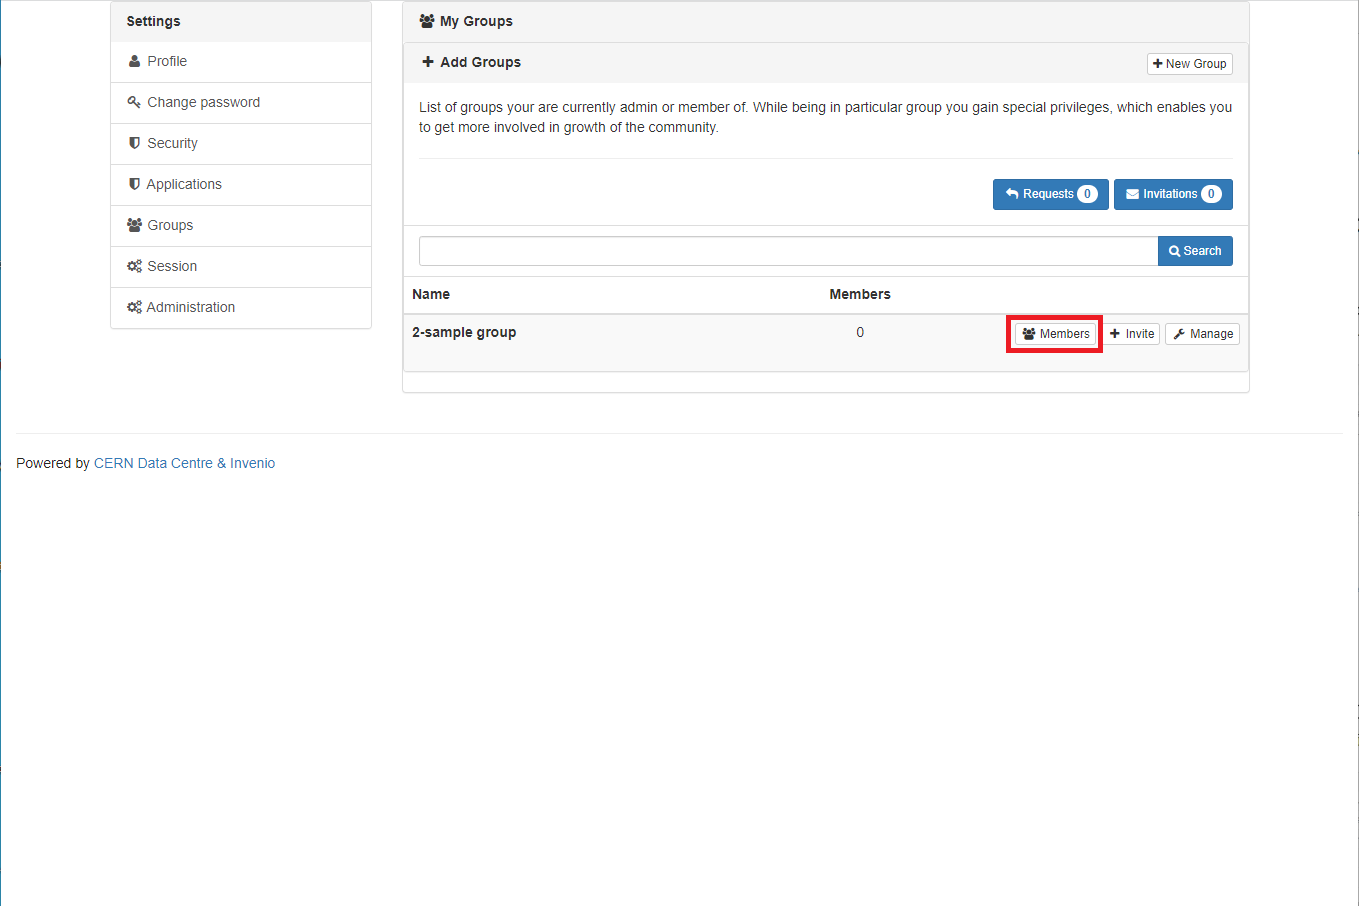 Settings
Profile
Change password
Security
Applications
Groups
Session
Administration
My Groups
Add Groups
New Group
List of groups your are currently admin or member of. While being in particular group you gain special privileges, which enables you
to get more involved in growth of the community.
Requests 0
Invitations 0
Search
Name Members
2-sample group 0 Members Invite Manage
Powered by CERN Data Centre & Invenio